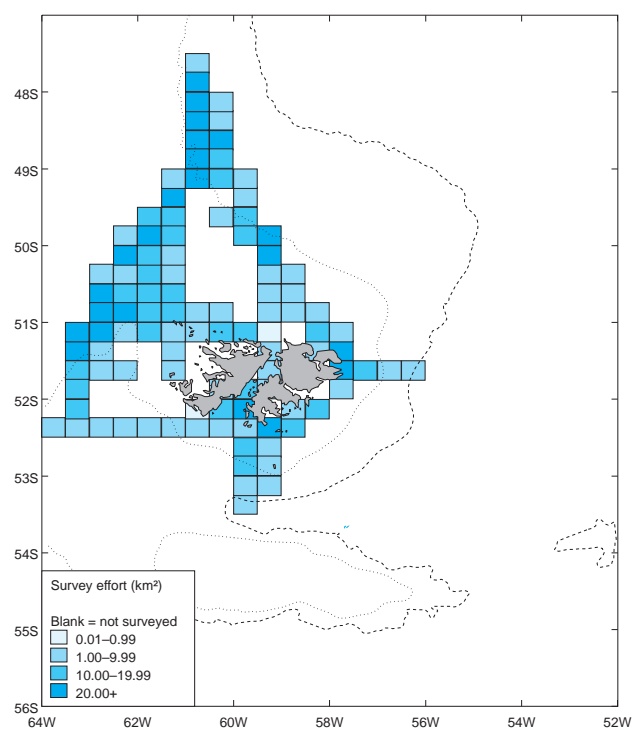 48S
49S
50S
51S
52S
53S
54S
55S
56S
Survey effort (km²)
Blank = not surveyed
0.01–0.99
1.00–9.99
10.00–19.99
20.00+
64W 62W 60W 58W 56W 54W 52W